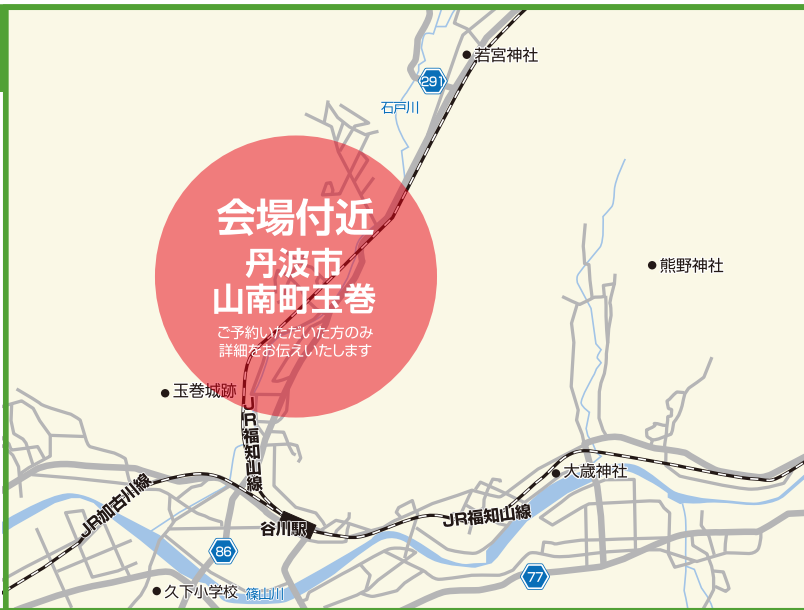 若宮神社
291
石戸川
会場付近
丹波市
山南町玉巻
ご予約いただいた方のみ
詳細をお伝えいたします
熊野神社
玉巻城跡
JR福知山線
大歳神社
JR加古川線
谷川駅
JR福知山線
86
77
久下小学校
篠山川